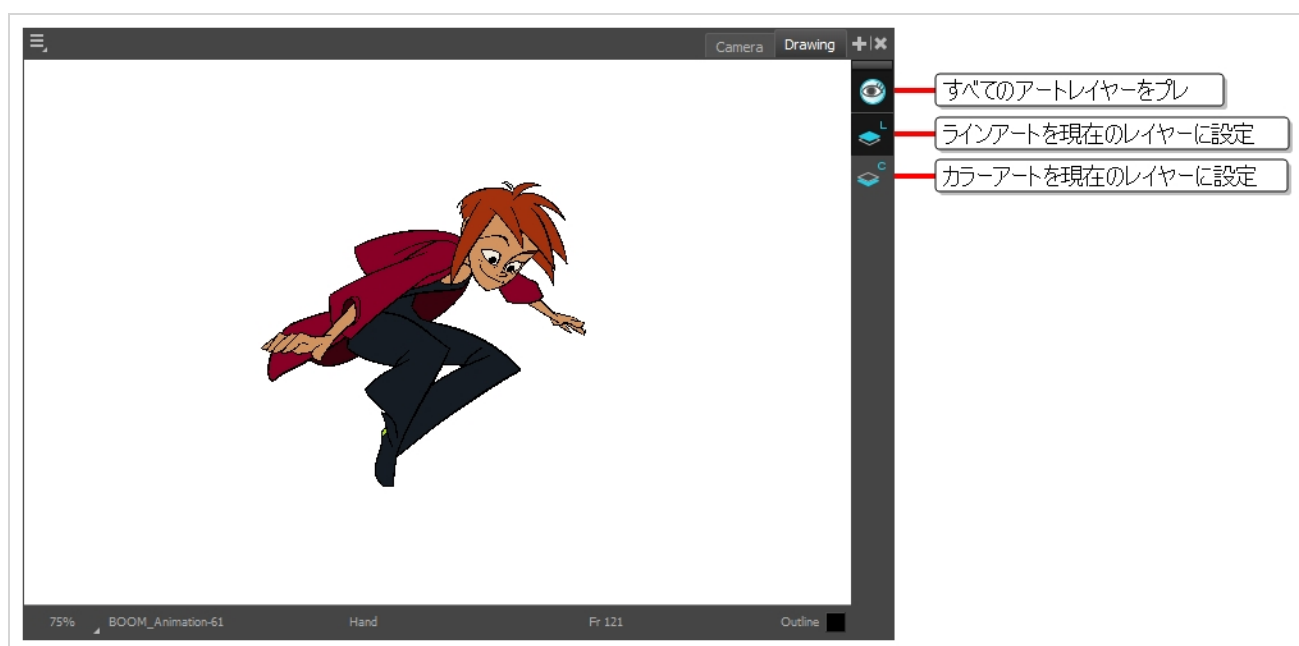 Camera
Drawing
すべてのアートレイヤーをプレ
L
ラインアートを現在のレイヤーに設定
C
カラーアートを現在のレイヤーに設定
75%
BOOM_Animation-61
Hand
Fr 121
Outline